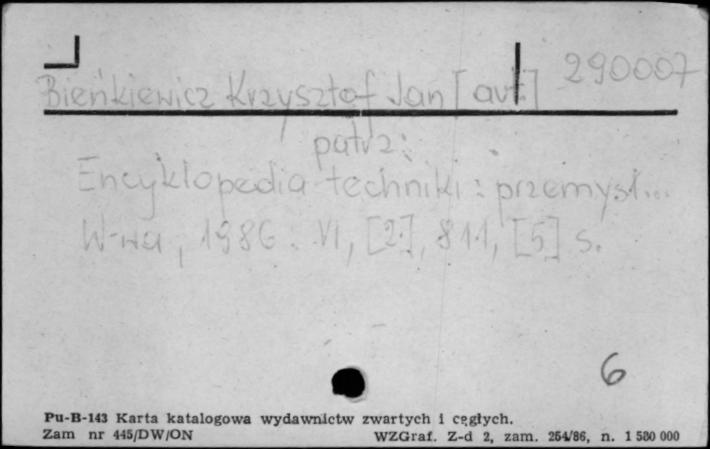 290007
Bieńkiewicz Krzysztof Jan [aut.]
patrz:
Encyklopedia techniki: przemysł...
W-wa, 1986. VI, [2], 811, [5] s.
6
Pu-B-143 Karta katalogowa wydawnictw zwartych i ciągłych.
Zam nr 445/DW/ON WZGraf. Z-d 2, zam. 264/86, n. 1 580 000